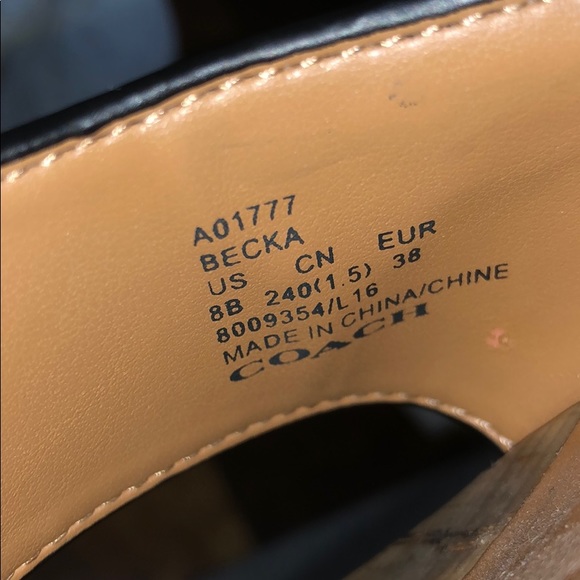 A01777
BECKA
US CN EUR
8B 240(1.5) 38
8009354/L16
MADE IN CHINA/CHINE
COACH